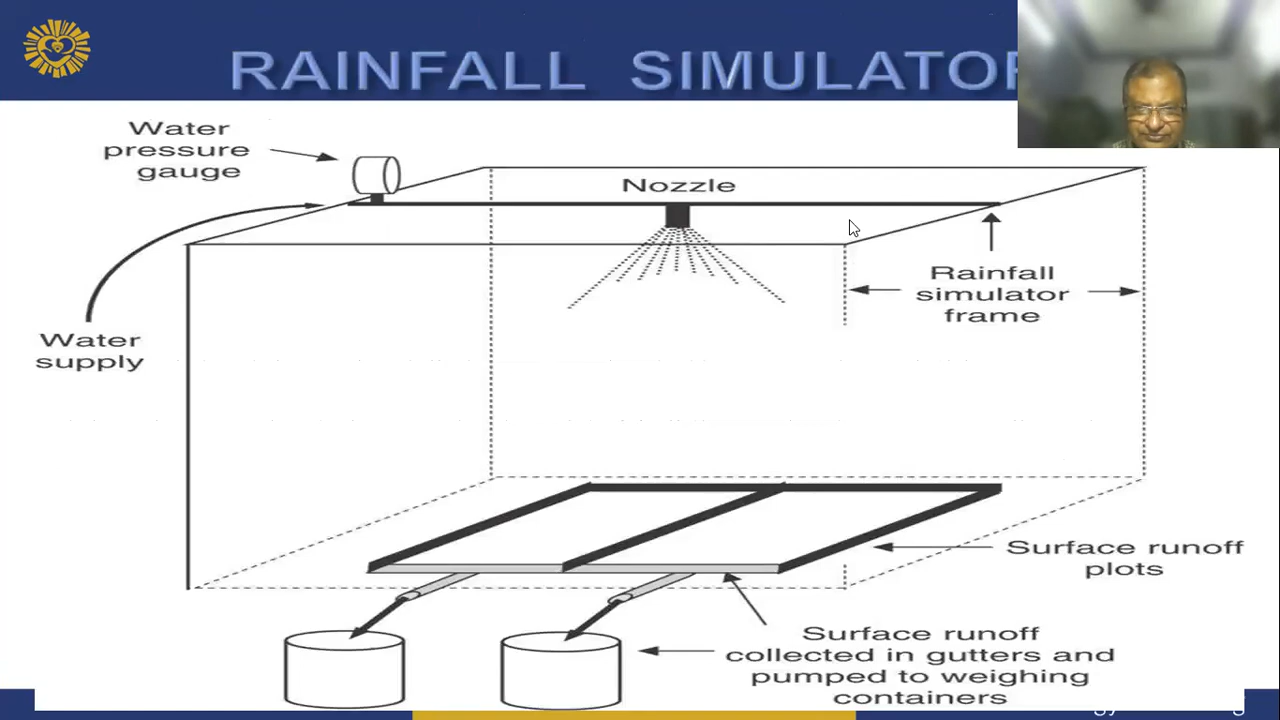 RAINFALL SIMULATOR
Water
pressure
gauge
Nozzle
Rainfall
simulator
frame
Water
supply
Surface runoff
plots
Surface runoff
collected in gutters and
pumped to weighing
containers